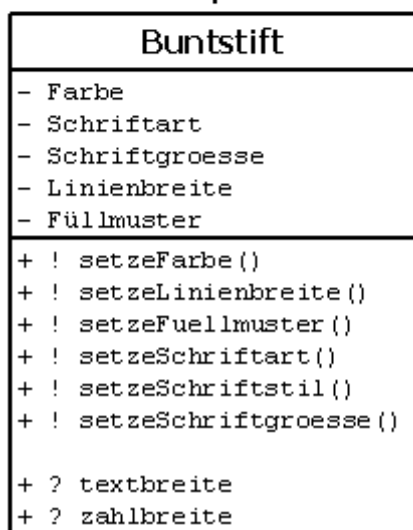 Buntstift
- Farbe
- Schriftart
- Schriftgroesse
- Linienbreite
- Füllmuster
+ ! setzeFarbe()
+ ! setzeLinienbreite()
+ ! setzeFuellmuster()
+ ! setzeSchriftart()
+ ! setzeSchriftstil()
+ ! setzeSchriftgroesse()
+ ? textbreite
+ ? zahlbreite